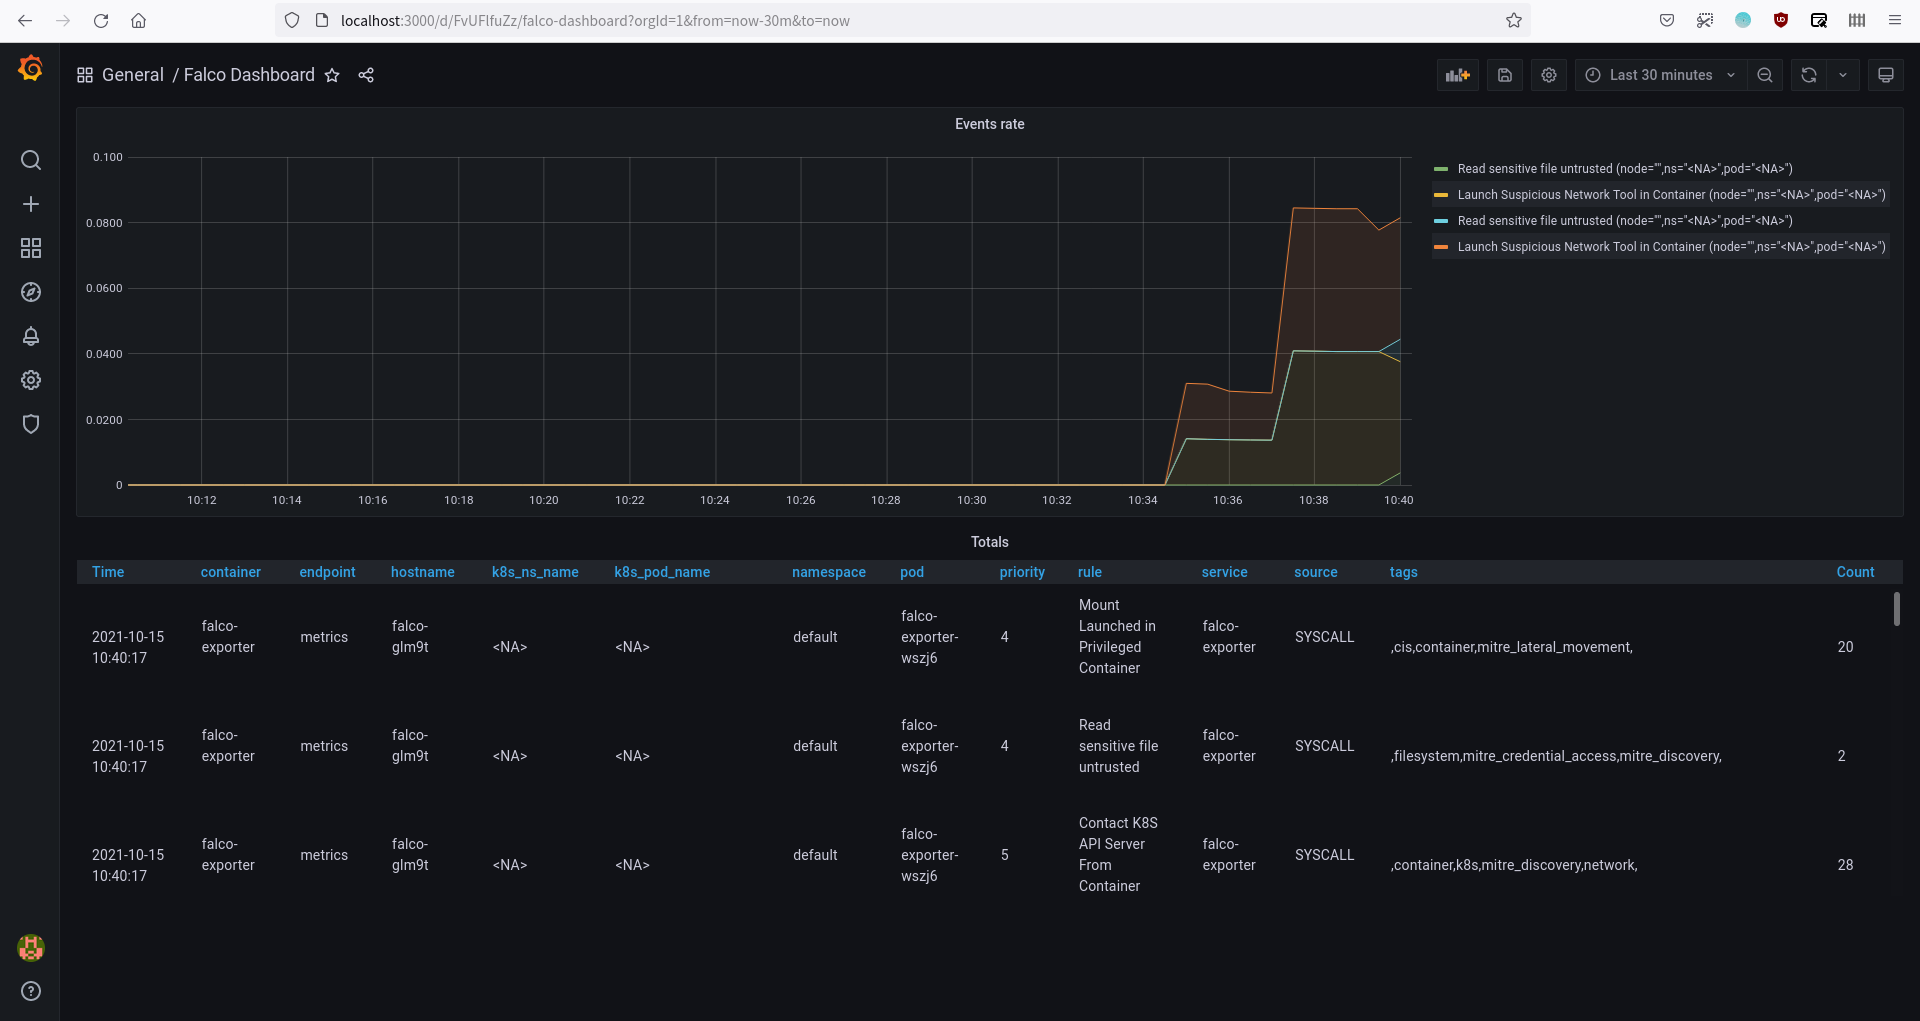 localhost:3000/d/FvUFlfuZz/falco-dashboard?orgId=1&from=now-30m&to=now
General / Falco Dashboard
Last 30 minutes
Events rate
0.100
0.0800
0.0600
0.0400
0.0200
0
10:12 10:14 10:16 10:18 10:20 10:22 10:24 10:26 10:28 10:30 10:32 10:34 10:36 10:38 10:40
Read sensitive file untrusted (node="",ns="<NA>",pod="<NA>")
Launch Suspicious Network Tool in Container (node="",ns="<NA>",pod="<NA>")
Read sensitive file untrusted (node="",ns="<NA>",pod="<NA>")
Launch Suspicious Network Tool in Container (node="",ns="<NA>",pod="<NA>")
Totals
Time container endpoint hostname k8s_ns_name k8s_pod_name namespace pod priority rule service source tags Count
2021-10-15
10:40:17
falco-
exporter
metrics
falco-
glm9t
<NA>
<NA>
default
falco-
exporter-
wszj6
4
Mount
Launched in
Privileged
Container
falco-
exporter
SYSCALL
,cis,container,mitre_lateral_movement,
20
2021-10-15
10:40:17
falco-
exporter
metrics
falco-
glm9t
<NA>
<NA>
default
falco-
exporter-
wszj6
4
Read
sensitive file
untrusted
falco-
exporter
SYSCALL
,filesystem,mitre_credential_access,mitre_discovery,
2
2021-10-15
10:40:17
falco-
exporter
metrics
falco-
glm9t
<NA>
<NA>
default
falco-
exporter-
wszj6
5
Contact K8S
API Server
From
Container
falco-
exporter
SYSCALL
,container,k8s,mitre_discovery,network,
28